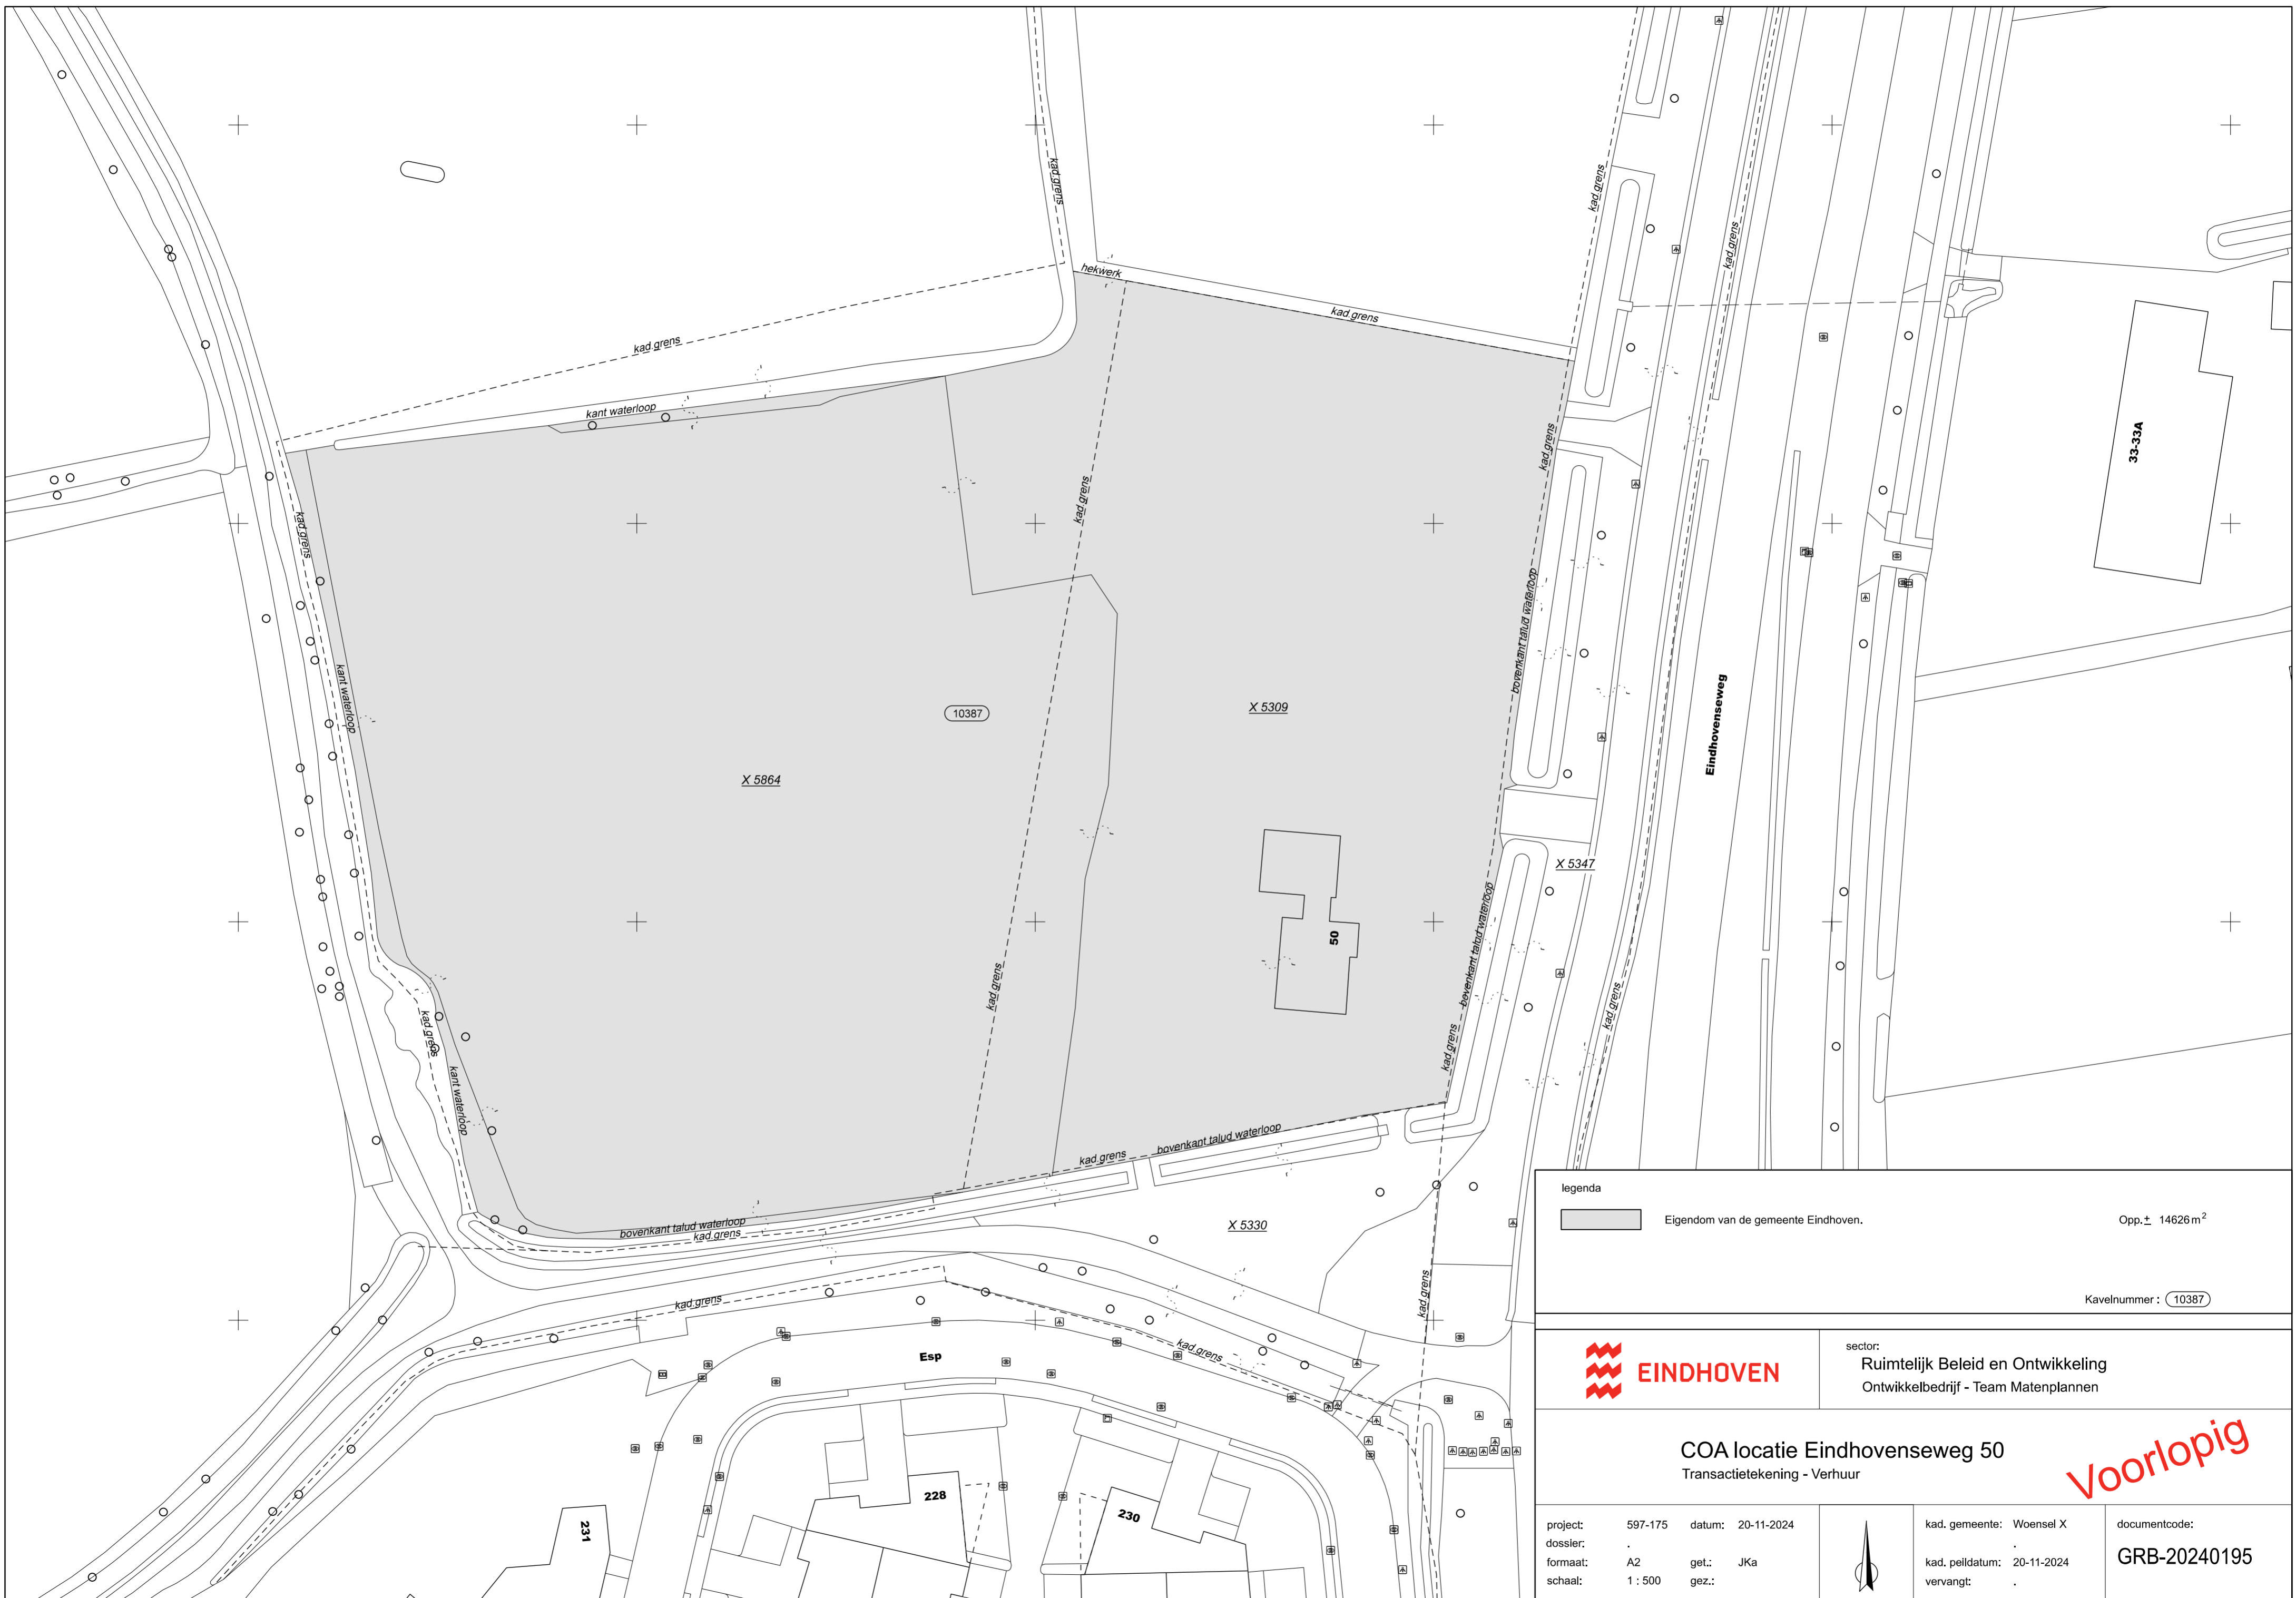 kad.grens
kad.grens
kad.grens
hekwerk
kad.grens
kad.grens
kant waterloop
kad.grens
kad.grens
kad.grens
33-33A
bovenkant talud waterloop
kant waterloop
Eindhovenseweg
10387
X 5309
X 5864
X 5347
50
bovenkant talud waterloop
kad.grens
kad.grens
kad.grens
kad.grens
kant waterloop
bovenkant talud waterloop
kad.grens
bovenkant talud waterloop
kad.grens
X 5330
kad.grens
kad.grens
kad.grens
Esp
228
230
231
legenda
Eigendom van de gemeente Eindhoven. Opp.± 14626 m²
Kavelnummer : 10387
EINDHOVEN
sector:
Ruimtelijk Beleid en Ontwikkeling
Ontwikkelbedrijf - Team Matenplannen
COA locatie Eindhovenseweg 50
Transactietekening - Verhuur
Voorlopig
project: 597-175 datum: 20-11-2024
dossier: .
formaat: A2 get.: JKa
schaal: 1 : 500 gez.:
kad. gemeente: Woensel X
.
kad. peildatum: 20-11-2024
vervangt: .
documentcode:
GRB-20240195